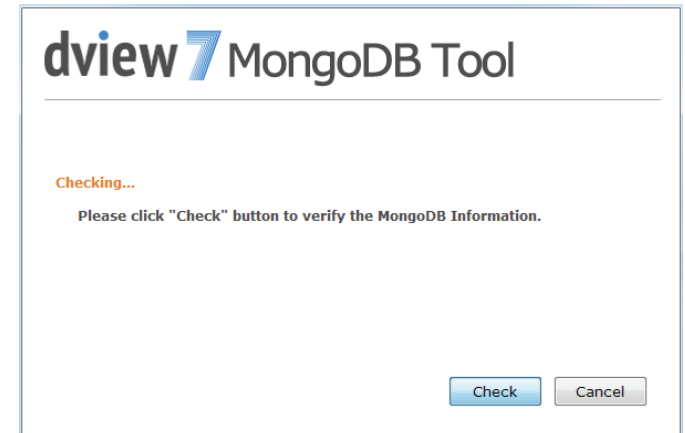 dview 7 MongoDB Tool
Checking...
Please click "Check" button to verify the MongoDB Information.
Check Cancel